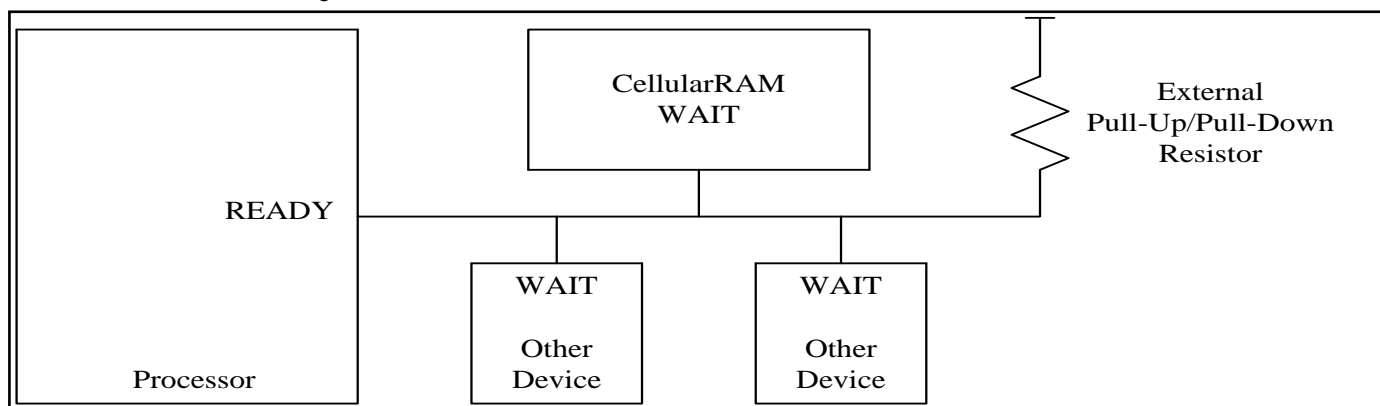 CellularRAM
WAIT
External
Pull-Up/Pull-Down
Resistor
READY
WAIT
Other
Device
WAIT
Other
Device
Processor